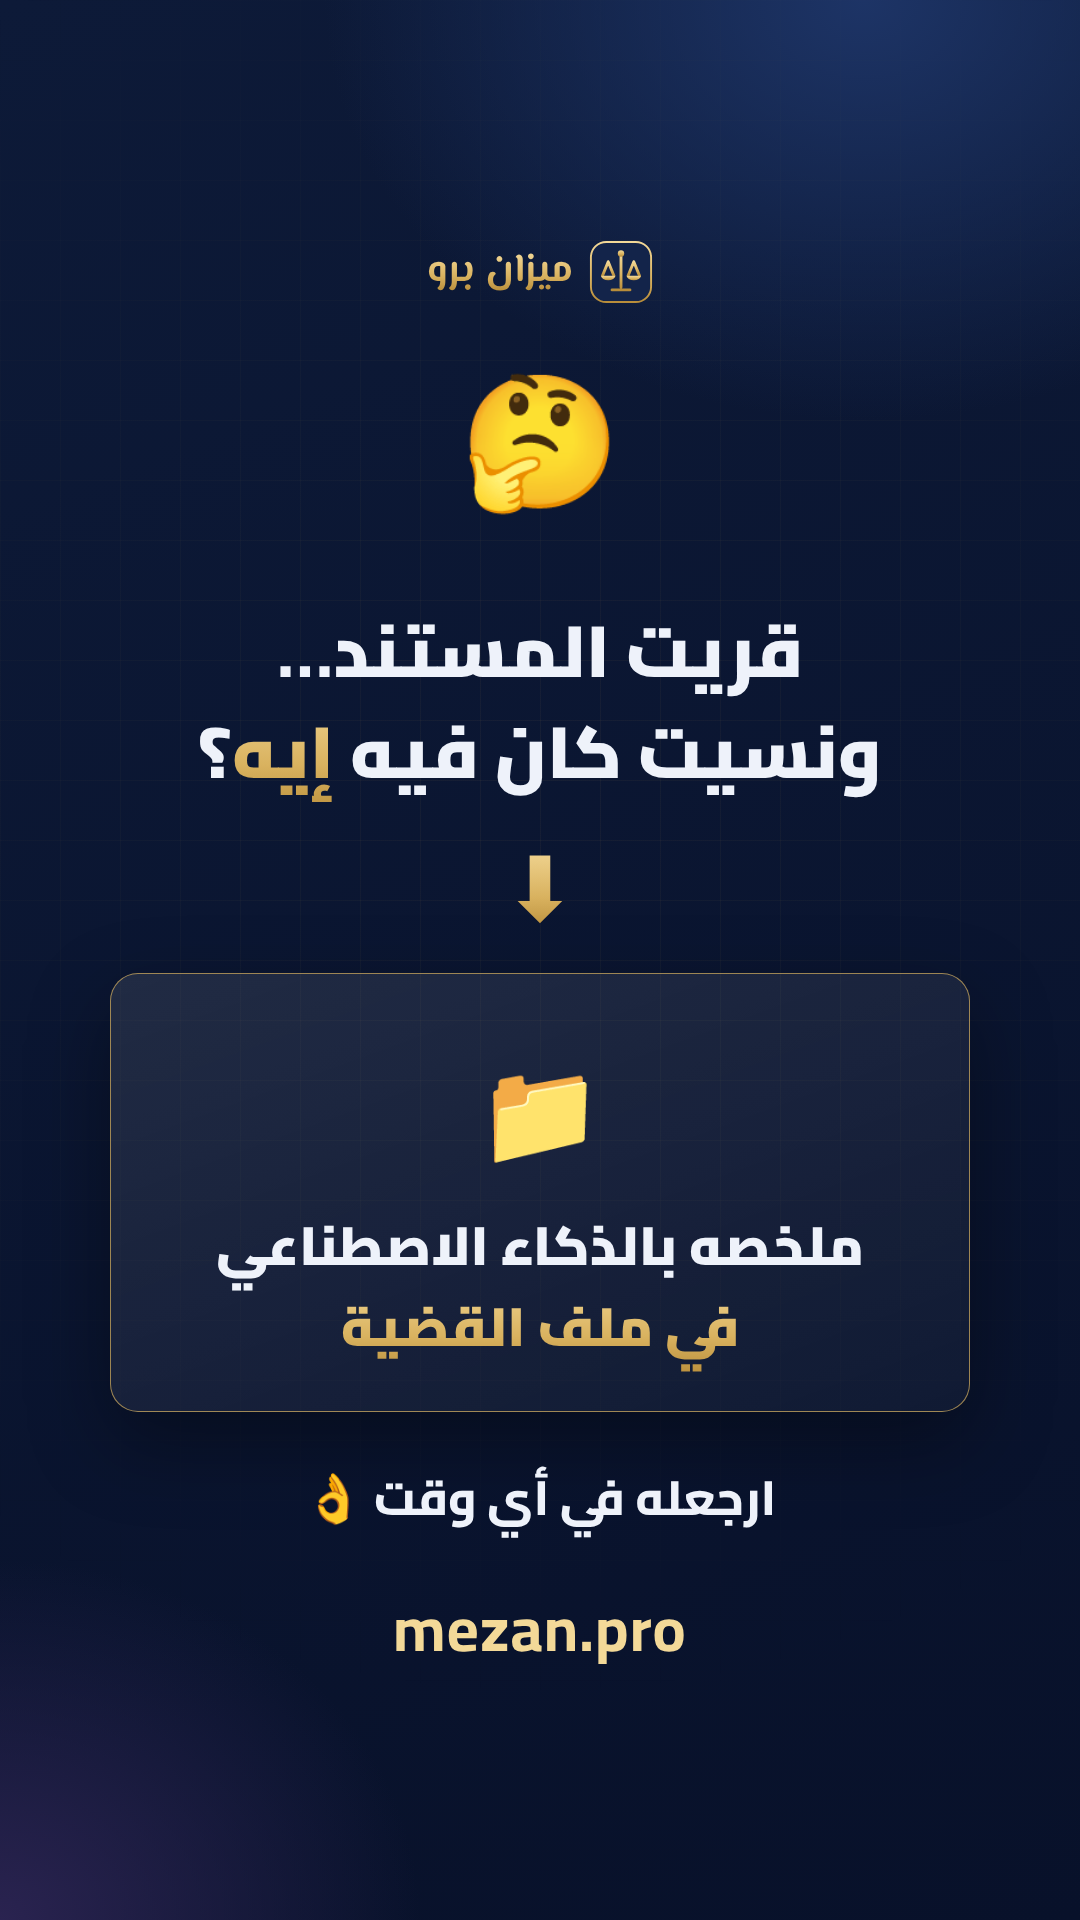 ميزان برو
قريت المستند...
ونسيت كان فيه إيه؟
ملخصه بالذكاء الاصطناعي
في ملف القضية
ارجعله في أي وقت 👌
mezan.pro